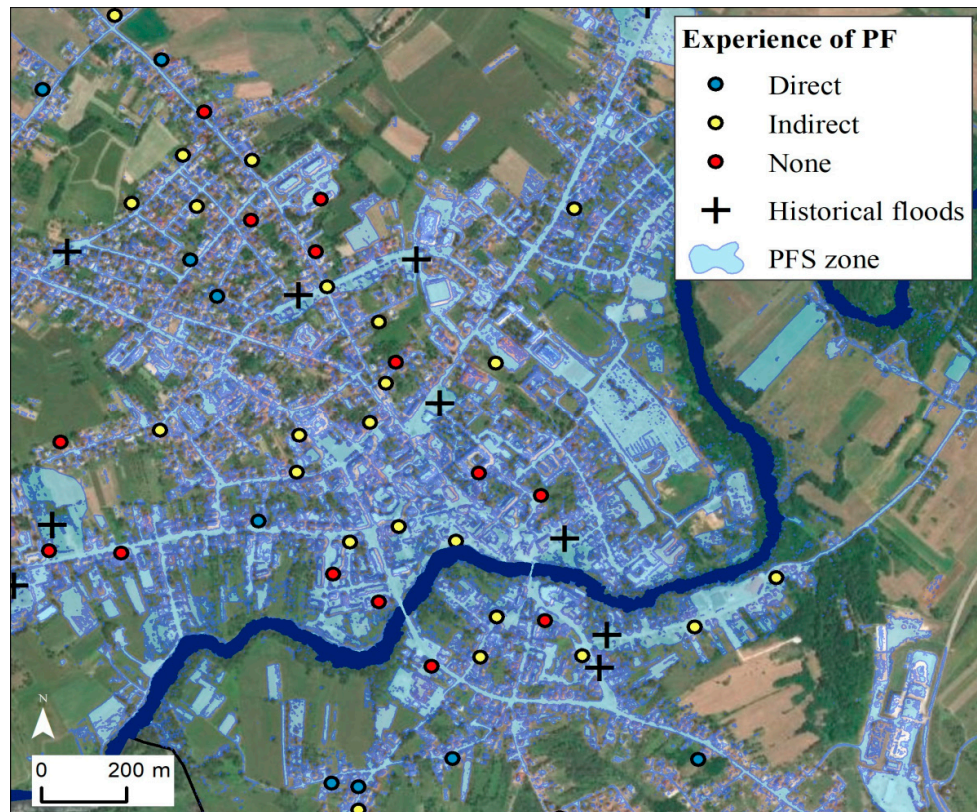 Experience of PF
Direct
Indirect
None
Historical floods
PFS zone
N
0 200 m